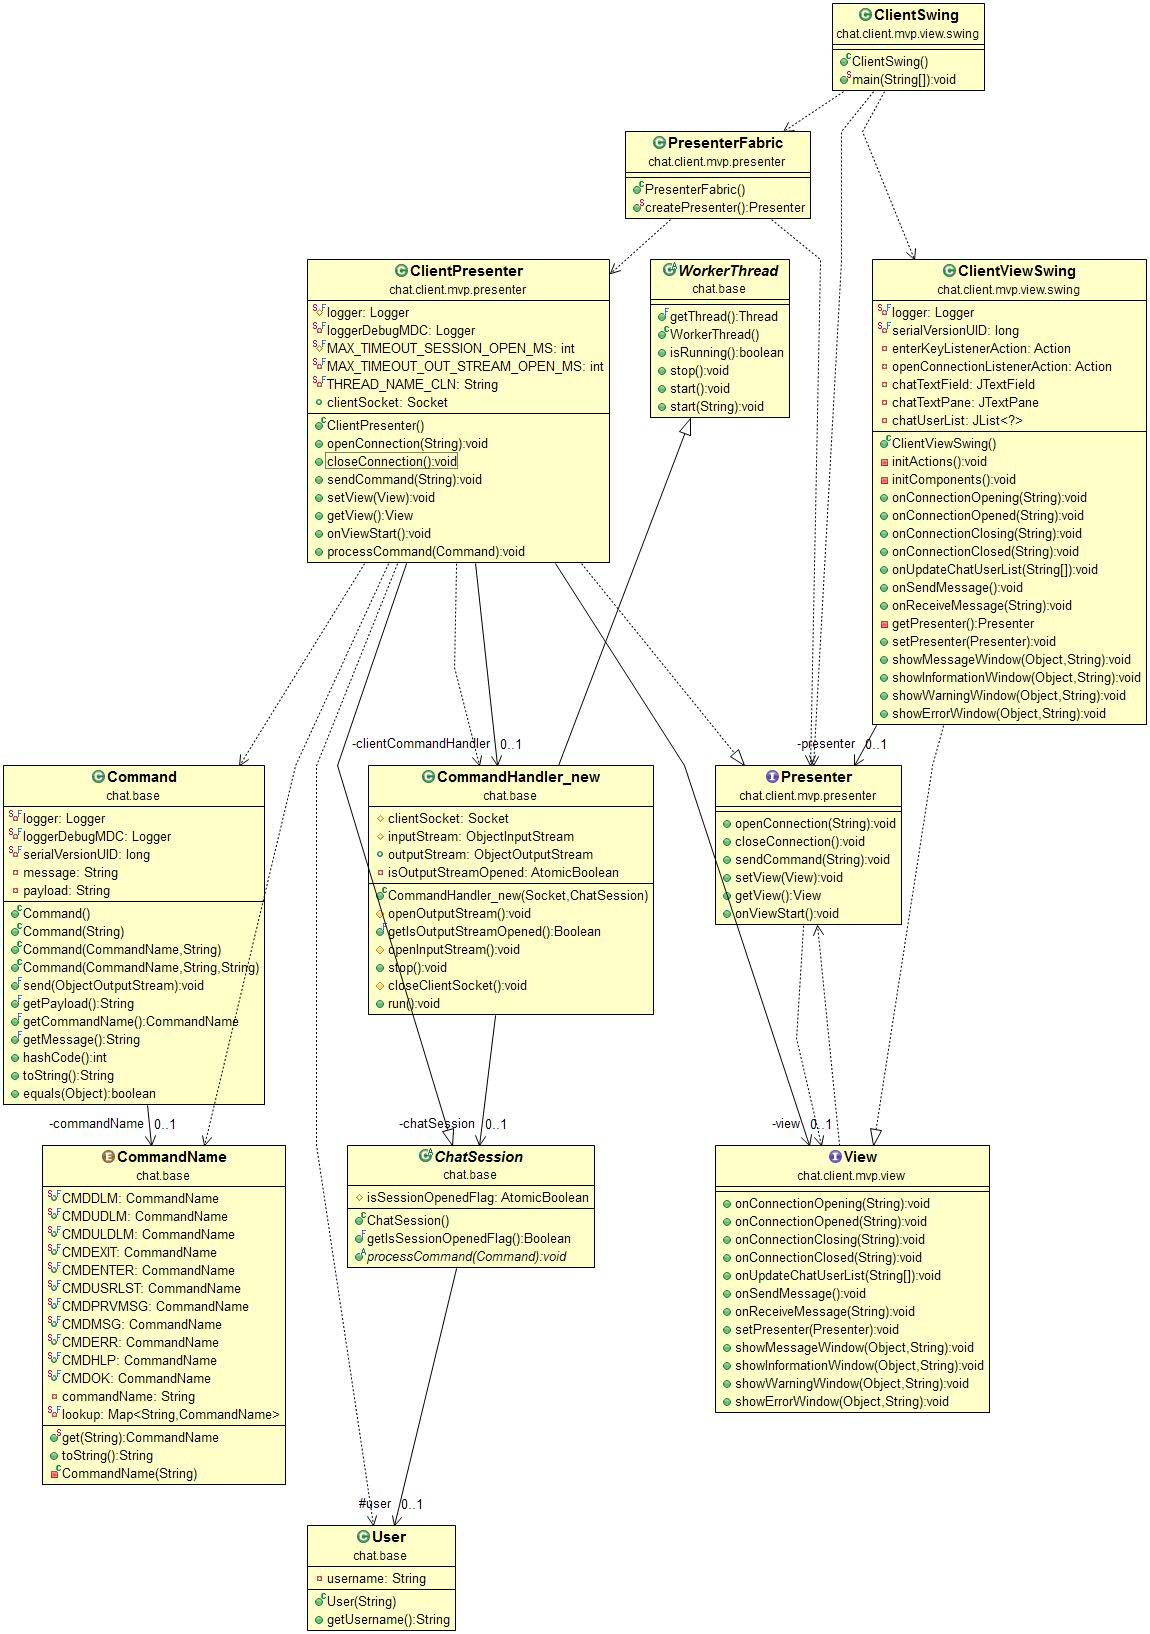 ClientSwing
chat.client.mvp.view.swing
ClientSwing()
main(String[]):void
PresenterFabric
chat.client.mvp.presenter
PresenterFabric()
createPresenter():Presenter
ClientPresenter
chat.client.mvp.presenter
logger: Logger
loggerDebugMDC: Logger
MAX_TIMEOUT_SESSION_OPEN_MS: int
MAX_TIMEOUT_OUT_STREAM_OPEN_MS: int
THREAD_NAME_CLN: String
clientSocket: Socket
ClientPresenter()
openConnection(String):void
closeConnection():void
sendCommand(String):void
setView(View):void
getView():View
onViewStart():void
processCommand(Command):void
WorkerThread
chat.base
getThread():Thread
WorkerThread()
isRunning():boolean
stop():void
start():void
start(String):void
ClientViewSwing
chat.client.mvp.view.swing
logger: Logger
serialVersionUID: long
enterKeyListenerAction: Action
openConnectionListenerAction: Action
chatTextField: JTextField
chatTextPane: JTextPane
chatUserList: JList<?>
ClientViewSwing()
initActions():void
initComponents():void
onConnectionOpening(String):void
onConnectionOpened(String):void
onConnectionClosing(String):void
onConnectionClosed(String):void
onUpdateChatUserList(String[]):void
onSendMessage():void
onReceiveMessage(String):void
getPresenter():Presenter
setPresenter(Presenter):void
showMessageWindow(Object,String):void
showInformationWindow(Object,String):void
showWarningWindow(Object,String):void
showErrorWindow(Object,String):void
-clientCommandHandler 0..1
-presenter 0..1
Command
chat.base
logger: Logger
loggerDebugMDC: Logger
serialVersionUID: long
message: String
payload: String
Command()
Command(String)
Command(CommandName,String)
Command(CommandName,String,String)
send(ObjectOutputStream):void
getPayload():String
getCommandName():CommandName
getMessage():String
hashCode():int
toString():String
equals(Object):boolean
CommandHandler_new
chat.base
clientSocket: Socket
inputStream: ObjectInputStream
outputStream: ObjectOutputStream
isOutputStreamOpened: AtomicBoolean
CommandHandler_new(Socket,ChatSession)
openOutputStream():void
getIsOutputStreamOpened():Boolean
openInputStream():void
stop():void
closeClientSocket():void
run():void
Presenter
chat.client.mvp.presenter
openConnection(String):void
closeConnection():void
sendCommand(String):void
setView(View):void
getView():View
onViewStart():void
-commandName 0..1
-chatSession 0..1
-view 0..1
CommandName
chat.base
CMDDLM: CommandName
CMDUDLM: CommandName
CMDULDLM: CommandName
CMDEXIT: CommandName
CMDENTER: CommandName
CMDUSRLST: CommandName
CMDPRVMSG: CommandName
CMDMSG: CommandName
CMDERR: CommandName
CMDHLP: CommandName
CMDOK: CommandName
commandName: String
lookup: Map<String,CommandName>
get(String):CommandName
toString():String
CommandName(String)
ChatSession
chat.base
isSessionOpenedFlag: AtomicBoolean
ChatSession()
getIsSessionOpenedFlag():Boolean
processCommand(Command):void
View
chat.client.mvp.view
onConnectionOpening(String):void
onConnectionOpened(String):void
onConnectionClosing(String):void
onConnectionClosed(String):void
onUpdateChatUserList(String[]):void
onSendMessage():void
onReceiveMessage(String):void
setPresenter(Presenter):void
showMessageWindow(Object,String):void
showInformationWindow(Object,String):void
showWarningWindow(Object,String):void
showErrorWindow(Object,String):void
#user 0..1
User
chat.base
username: String
User(String)
getUsername():String